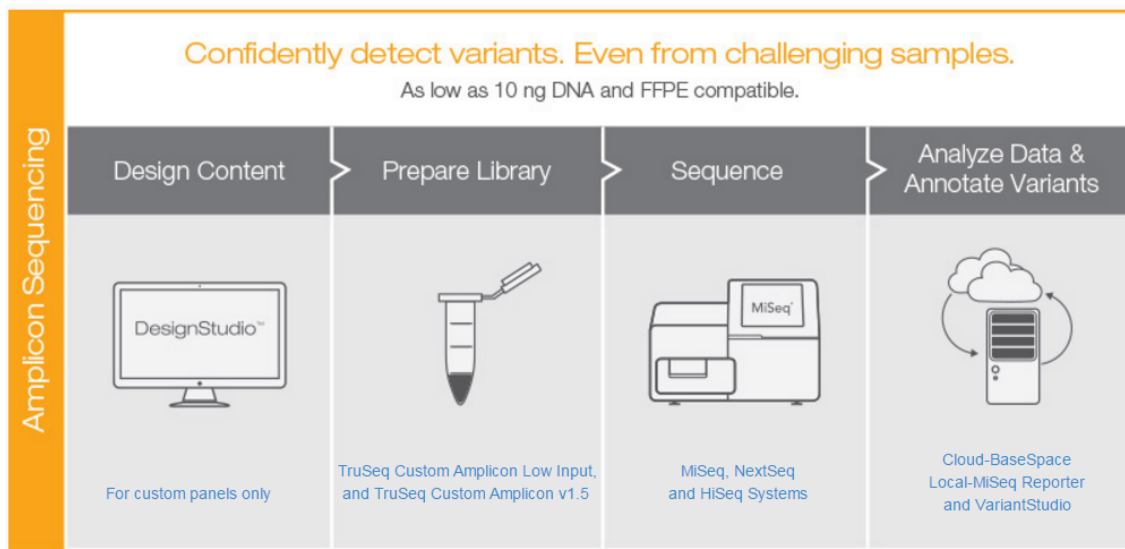 Amplicon Sequencing
Confidently detect variants. Even from challenging samples.
As low as 10 ng DNA and FFPE compatible.
Design Content
Prepare Library
Sequence
Analyze Data &
Annotate Variants
DesignStudio™
MiSeq®
For custom panels only
TruSeq Custom Amplicon Low Input,
and TruSeq Custom Amplicon v1.5
MiSeq, NextSeq
and HiSeq Systems
Cloud-BaseSpace
Local-MiSeq Reporter
and VariantStudio